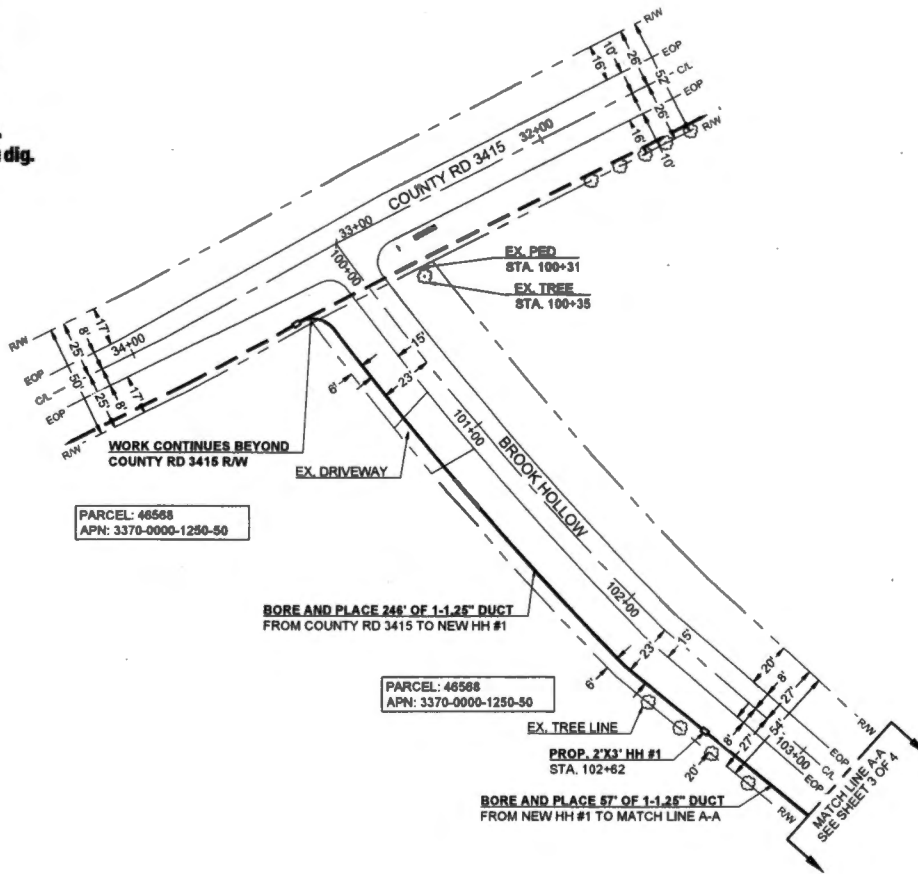 dig.
R/W
EOP
C/L
EOP
R/W
10'
16'
26'
52'
26'
16'
10'
COUNTY RD 3415
32+00
33+00
34+00
100+00
EX. PED
STA. 100+31
EX. TREE
STA. 100+35
R/W
EOP
C/L
EOP
R/W
17'
8'
25'
50'
25'
8'
17'
15'
23'
6'
101+00
BROOK HOLLOW
WORK CONTINUES BEYOND
COUNTY RD 3415 R/W
EX. DRIVEWAY
PARCEL: 46568
APN: 3370-0000-1250-50
BORE AND PLACE 246' OF 1-1.25" DUCT
FROM COUNTY RD 3415 TO NEW HH #1
102+00
15'
23'
6'
PARCEL: 46568
APN: 3370-0000-1250-50
EX. TREE LINE
PROP. 2'X3' HH #1
STA. 102+62
20'
8'
27'
54'
27'
8'
20'
103+00
R/W
EOP
C/L
EOP
R/W
BORE AND PLACE 57' OF 1-1.25" DUCT
FROM NEW HH #1 TO MATCH LINE A-A
MATCH LINE A-A
SEE SHEET 3 OF 4